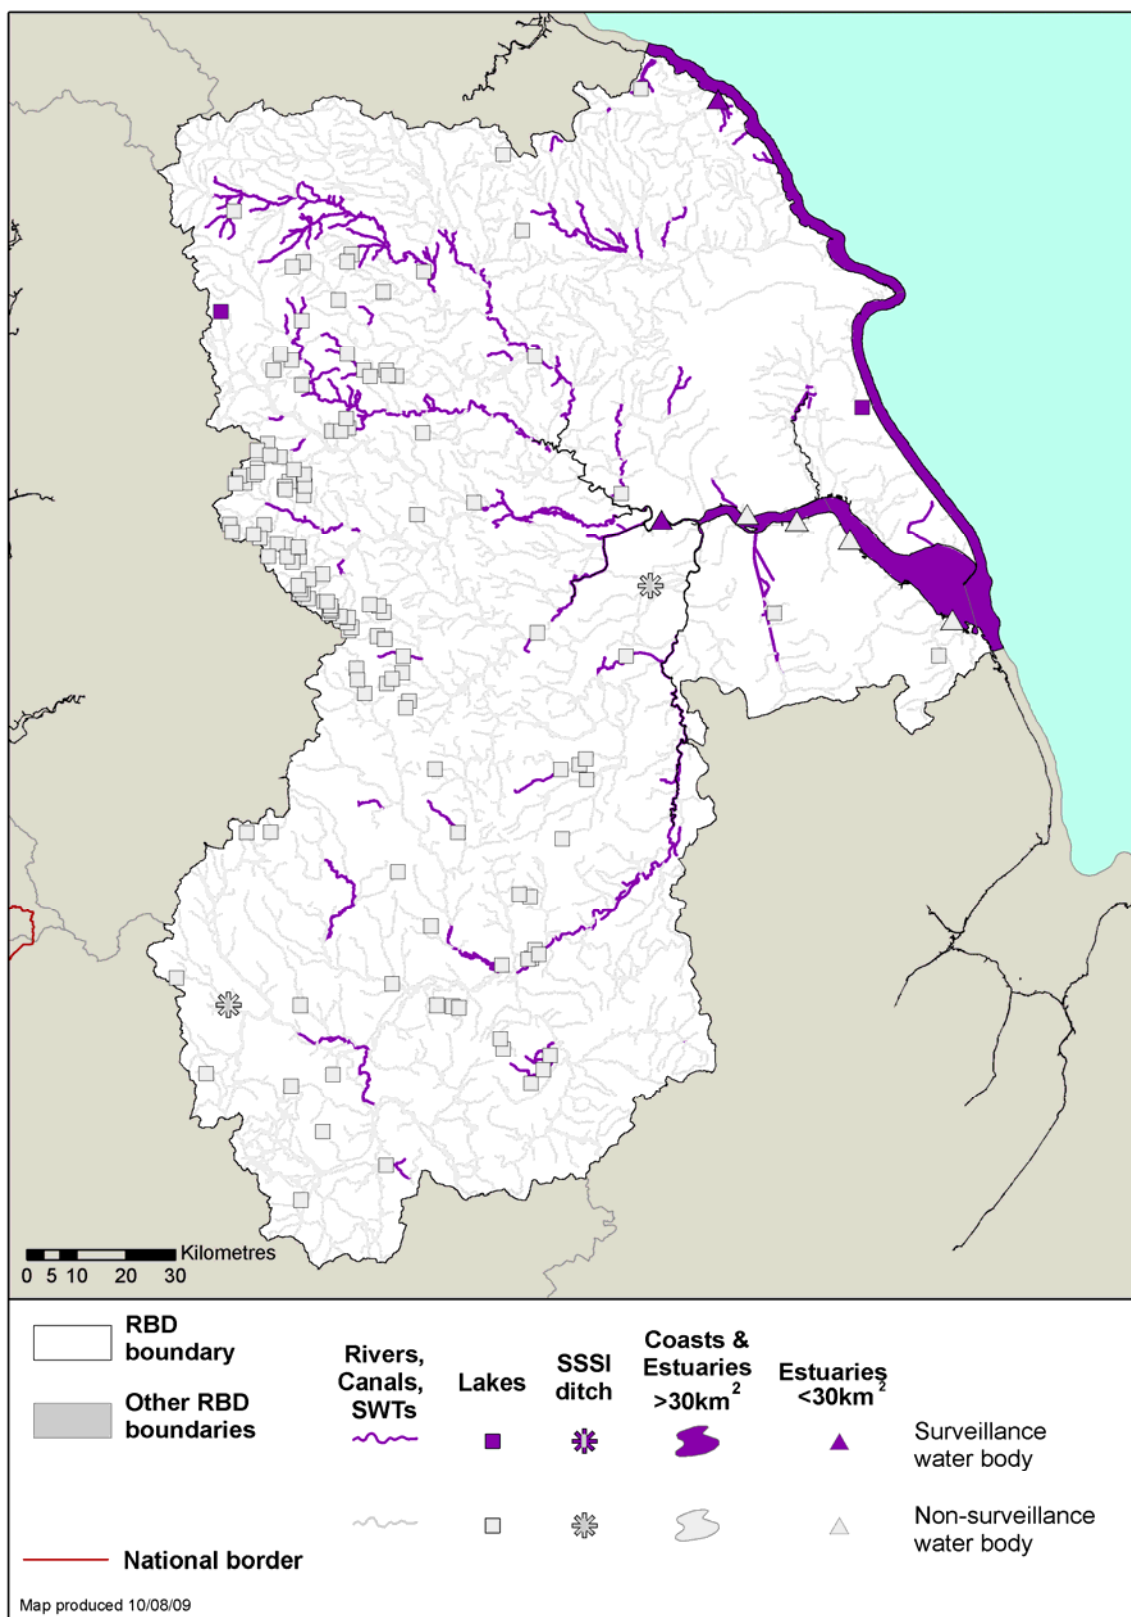 Kilometres
0 5 10 20 30
RBD
boundary
Other RBD
boundaries
National border
Rivers,
Canals,
SWTs
Lakes
SSSI
ditch
Coasts &
Estuaries
>30km²
Estuaries
<30km²
Surveillance
water body
Non-surveillance
water body
Map produced 10/08/09